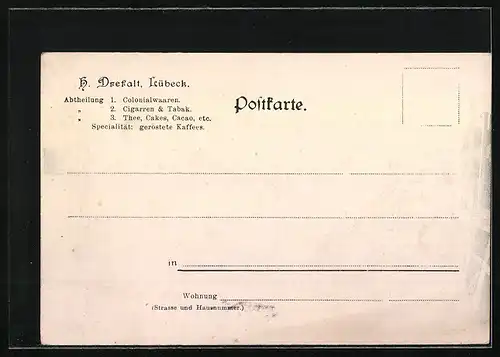 H. Drefalt, Lübeck.
Abtheilung 1. Colonialwaaren.
" 2. Cigarren & Tabak.
" 3. Thee, Cakes, Cacao, etc.
Specialität: geröstete Kaffees.
Postkarte.
in
Wohnung
(Strasse und Hausnummer.)